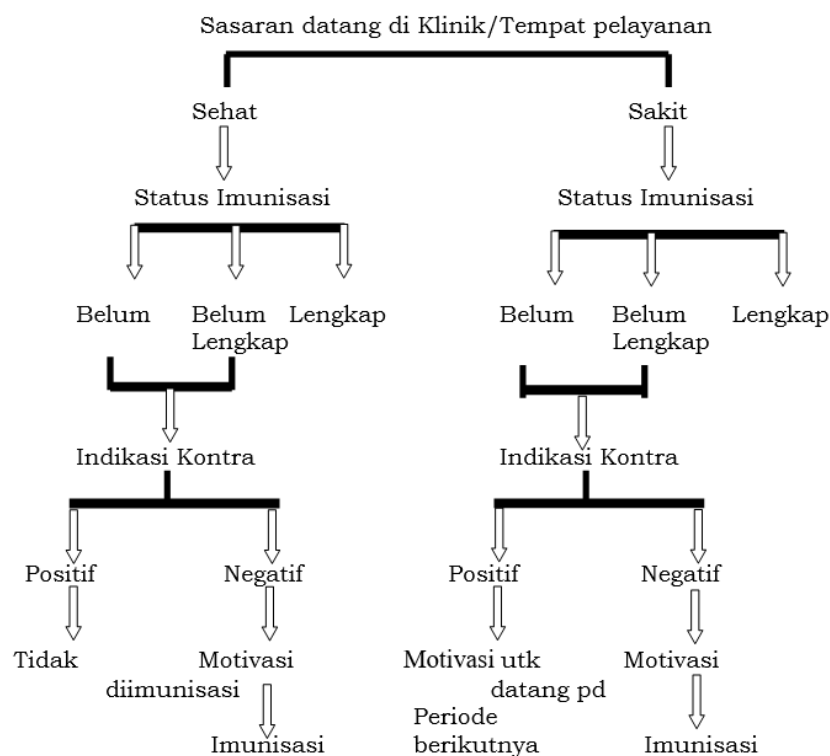 Sasaran datang di Klinik/Tempat pelayanan
Sehat
Sakit
Status Imunisasi
Status Imunisasi
Belum
Belum
Lengkap
Lengkap
Belum
Belum
Lengkap
Lengkap
Indikasi Kontra
Indikasi Kontra
Positif
Negatif
Positif
Negatif
Tidak
diimunisasi
Motivasi
Imunisasi
Motivasi utk
datang pd
Periode
berikutnya
Motivasi
Imunisasi